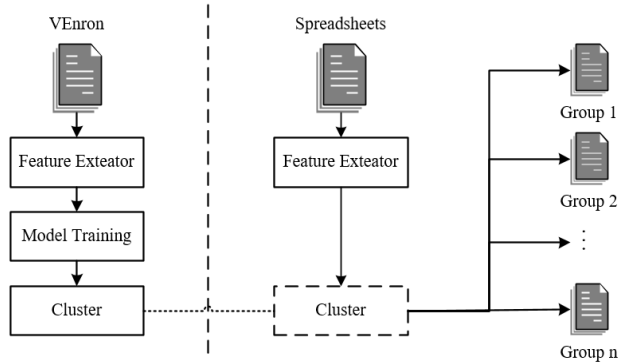 VEnron
Spreadsheets
Feature Exteator
Feature Exteator
Model Training
Cluster
Cluster
Group 1
Group 2
⋮
Group n